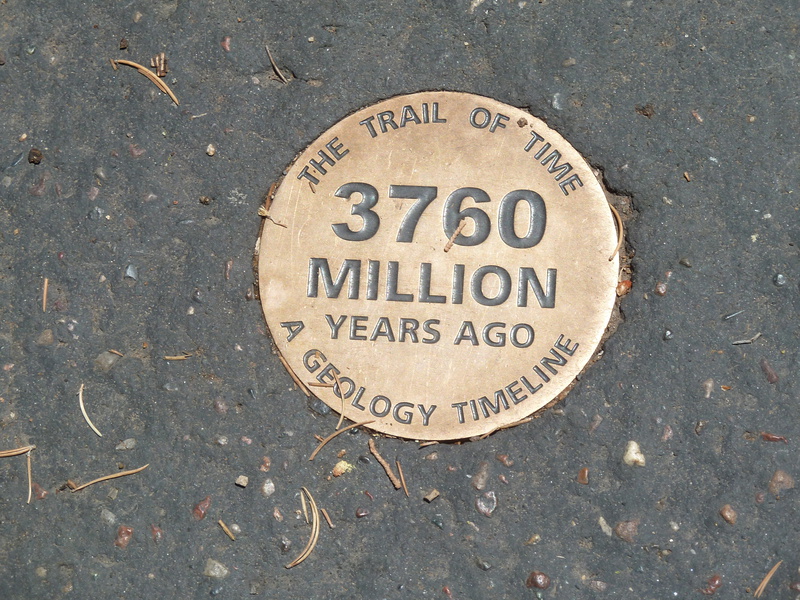 THE TRAIL OF TIME
3760
MILLION
YEARS AGO
A GEOLOGY TIMELINE